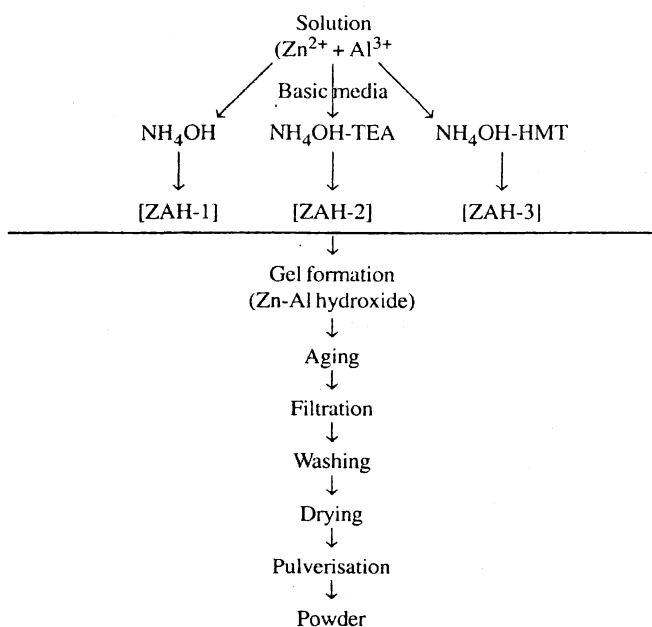 Solution
(Zn²⁺ + Al³⁺
Basic media
NH₄OH NH₄OH-TEA NH₄OH-HMT
[ZAH-1] [ZAH-2] [ZAH-3]
Gel formation
(Zn-Al hydroxide)
Aging
Filtration
Washing
Drying
Pulverisation
Powder